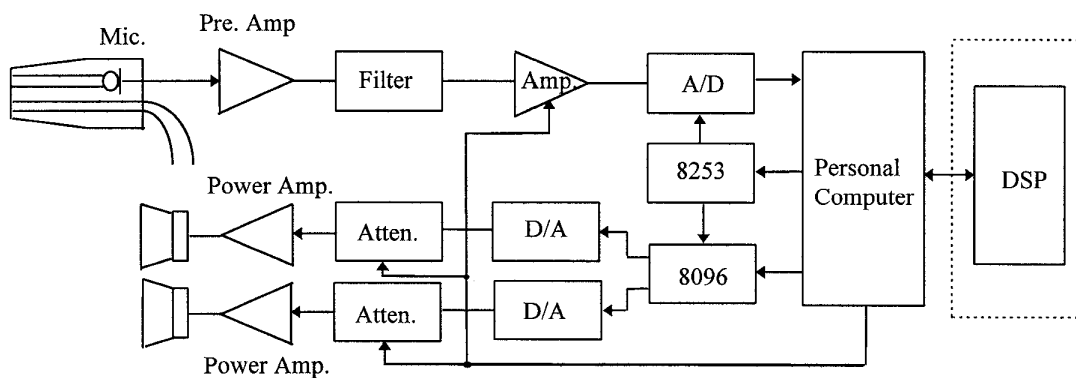 Mic.
Pre. Amp
Filter
Amp.
A/D
8253
Personal
Computer
DSP
Power Amp.
Atten.
D/A
8096
Atten.
D/A
Power Amp.